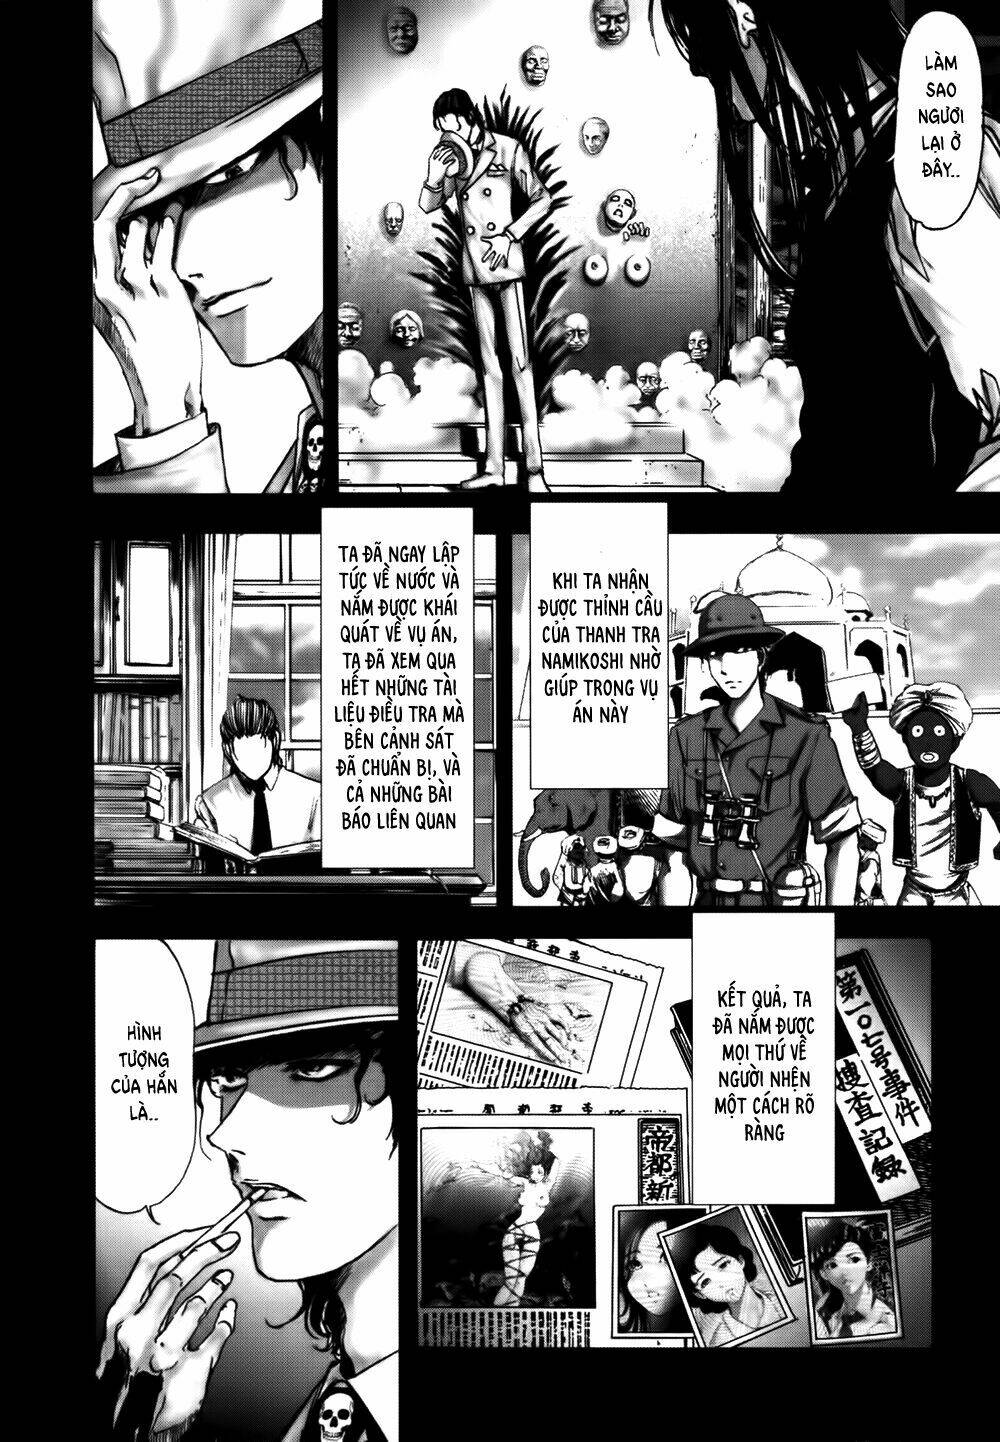 LÀM
SAO
NGƯƠI
LẠI Ở
ĐÂY..
KHI TA NHẬN
ĐƯỢC THỈNH CẦU
CỦA THANH TRA
NAMIKOSHI NHỜ
GIÚP TRONG VỤ
ÁN NÀY
TA ĐÃ NGAY LẬP
TỨC VỀ NƯỚC VÀ
NẮM ĐƯỢC KHÁI
QUÁT VỀ VỤ ÁN,
TA ĐÃ XEM QUA
HẾT NHỮNG TÀI
LIỆU ĐIỀU TRA MÀ
BÊN CẢNH SÁT
ĐÃ CHUẨN BỊ, VÀ
CẢ NHỮNG BÀI
BÁO LIÊN QUAN
KẾT QUẢ, TA
ĐÃ NẮM ĐƯỢC
MỌI THỨ VỀ
NGƯỜI NHỆN
MỘT CÁCH RÕ
RÀNG
第一〇七号事件
捜査記録
帝都新
HÌNH
TƯỢNG
CỦA HẮN
LÀ..